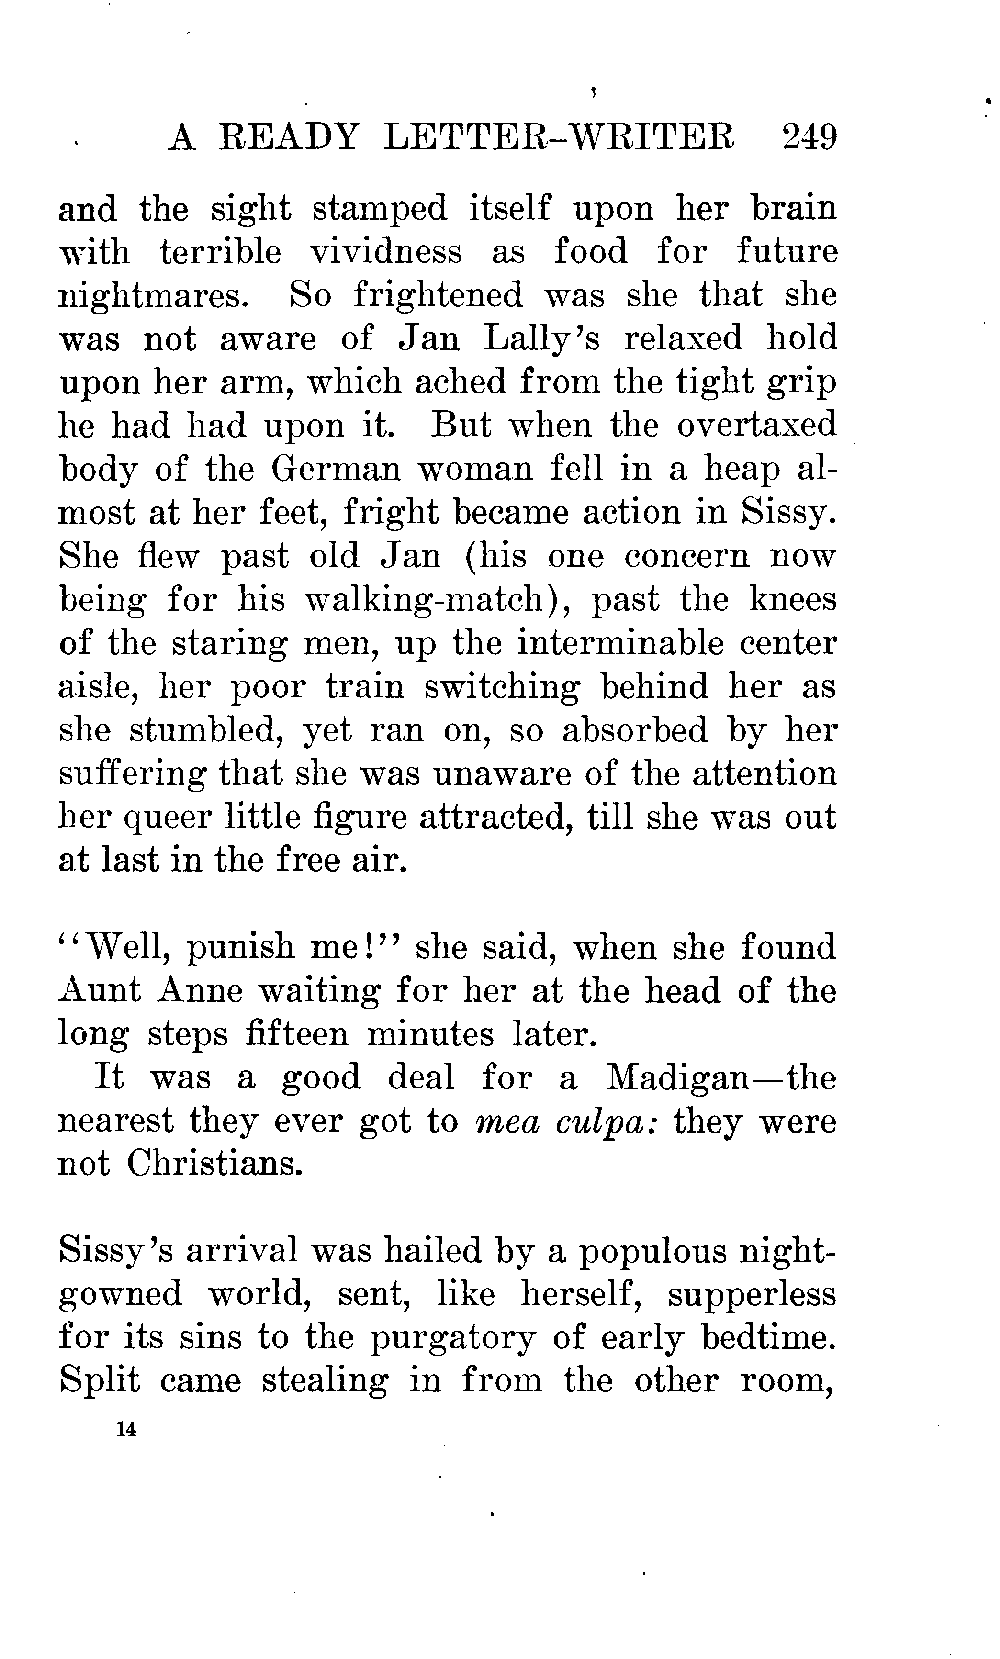 A READY LETTER-WRITER 249
and the sight stamped itself upon her brain
with terrible vividness as food for future
nightmares. So frightened was she that she
was not aware of Jan Lally's relaxed hold
upon her arm, which ached from the tight grip
he had had upon it. But when the overtaxed
body of the German woman fell in a heap al-
most at her feet, fright became action in Sissy.
She flew past old Jan (his one concern now
being for his walking-match), past the knees
of the staring men, up the interminable center
aisle, her poor train switching behind her as
she stumbled, yet ran on, so absorbed by her
suffering that she was unaware of the attention
her queer little figure attracted, till she was out
at last in the free air.
"Well, punish me!" she said, when she found
Aunt Anne waiting for her at the head of the
long steps fifteen minutes later.
It was a good deal for a Madigan—the
nearest they ever got to mea culpa: they were
not Christians.
Sissy's arrival was hailed by a populous night-
gowned world, sent, like herself, supperless
for its sins to the purgatory of early bedtime.
Split came stealing in from the other room,
14